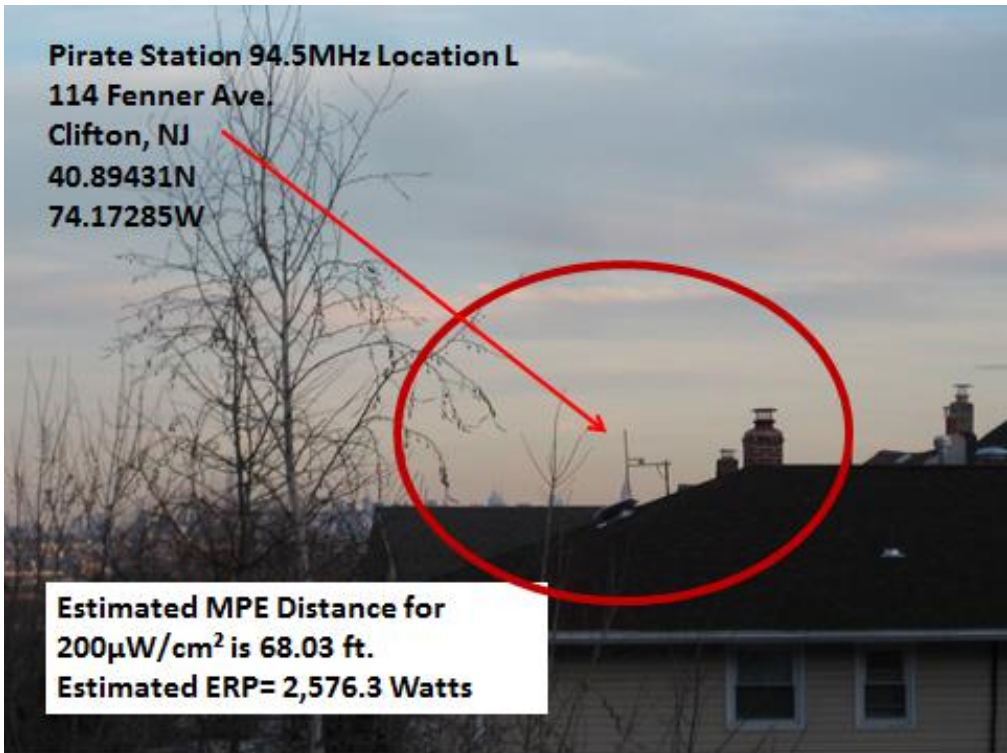 Pirate Station 94.5MHz Location L
114 Fenner Ave.
Clifton, NJ
40.89431N
74.17285W
Estimated MPE Distance for
200µW/cm² is 68.03 ft.
Estimated ERP= 2,576.3 Watts